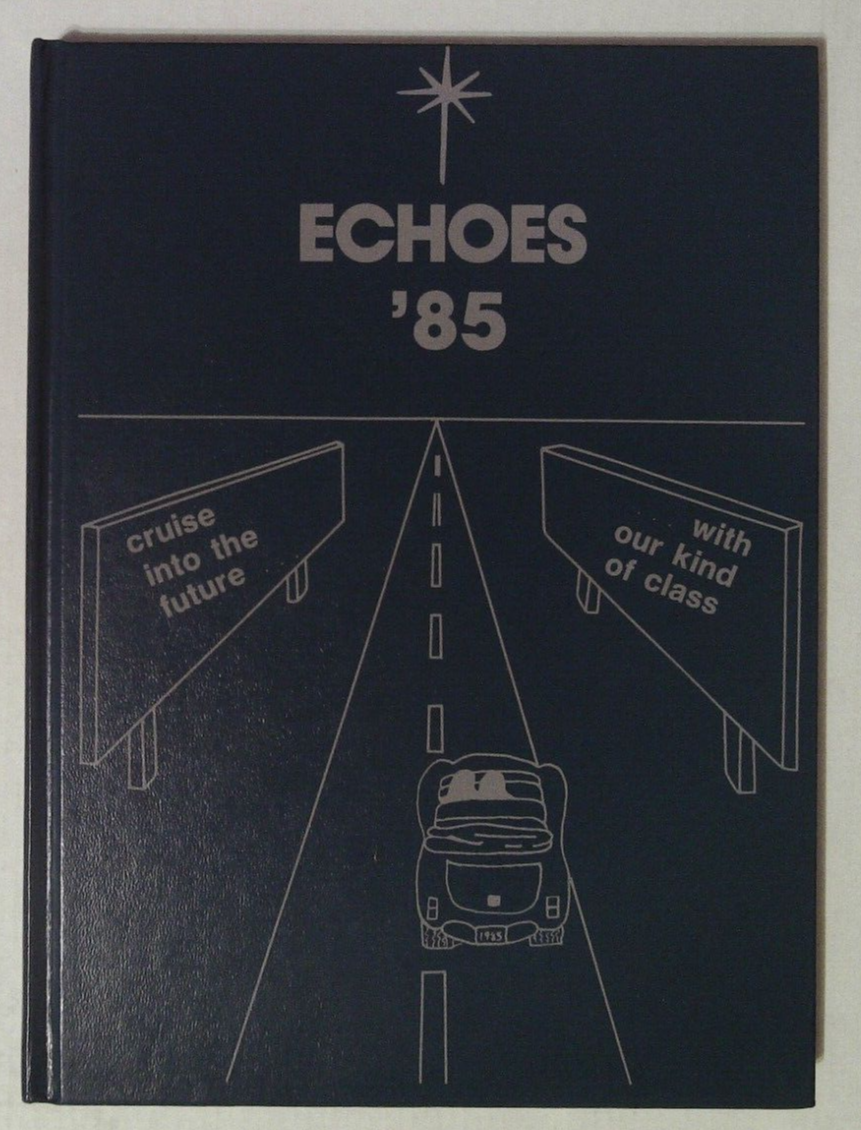 ECHOES
'85
cruise
into the
future
with
our kind
of class
1985